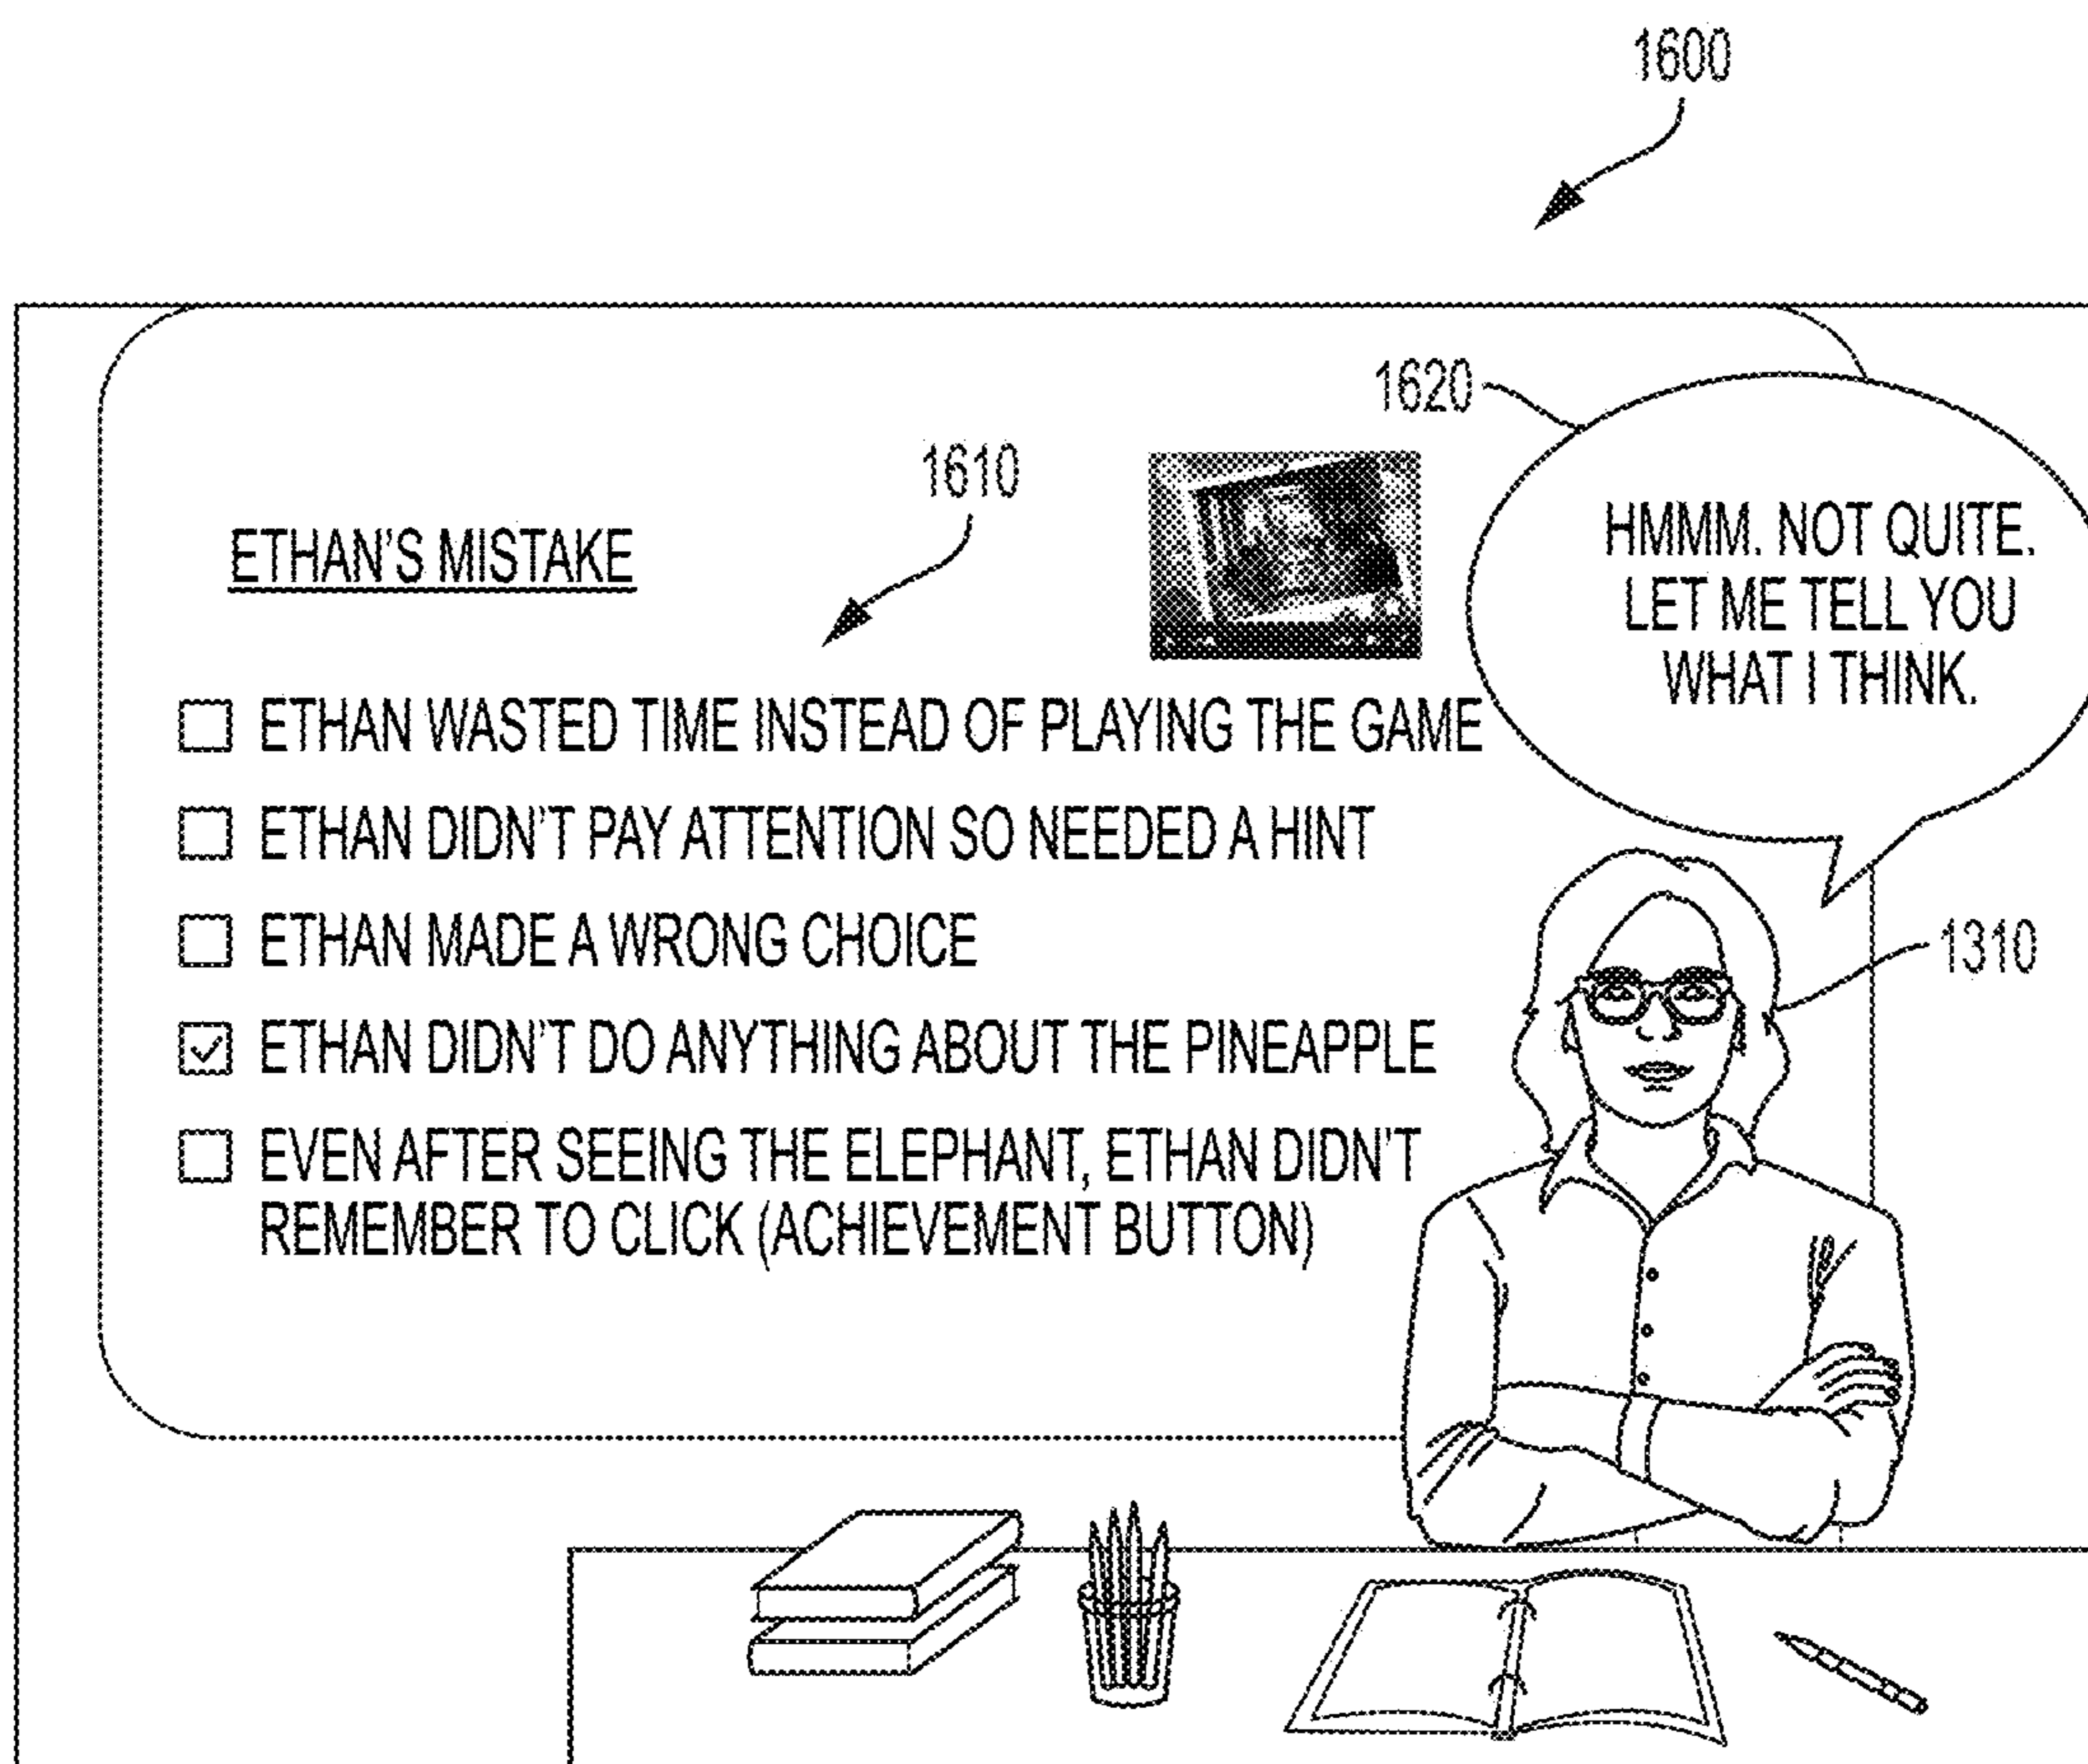 1600
1620
1610
HMMM. NOT QUITE.
LET ME TELL YOU
WHAT I THINK.
ETHAN'S MISTAKE
ETHAN WASTED TIME INSTEAD OF PLAYING THE GAME
ETHAN DIDN'T PAY ATTENTION SO NEEDED A HINT
ETHAN MADE A WRONG CHOICE
1310
ETHAN DIDN'T DO ANYTHING ABOUT THE PINEAPPLE
EVEN AFTER SEEING THE ELEPHANT, ETHAN DIDN'T
REMEMBER TO CLICK (ACHIEVEMENT BUTTON)